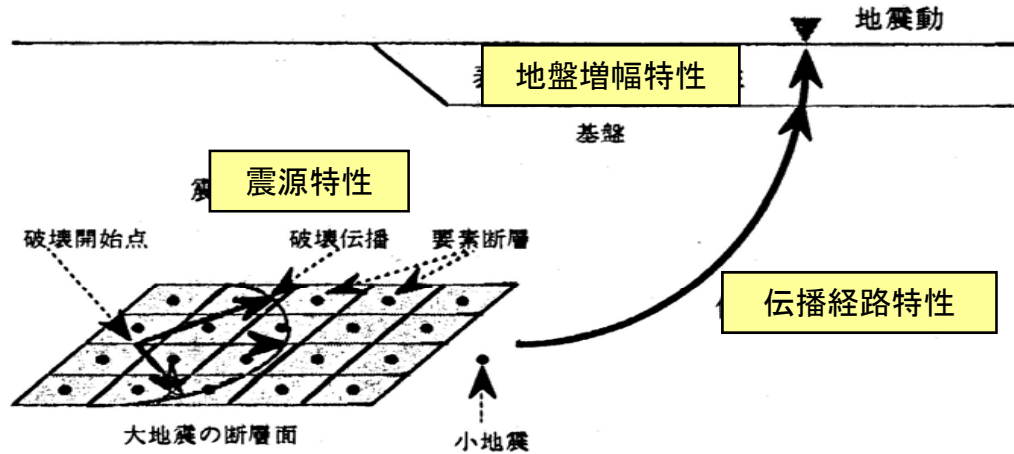 地震動
地盤増幅特性
基盤
震源特性
破壊開始点
破壊伝播
要素断層
伝播経路特性
大地震の断層面
小地震